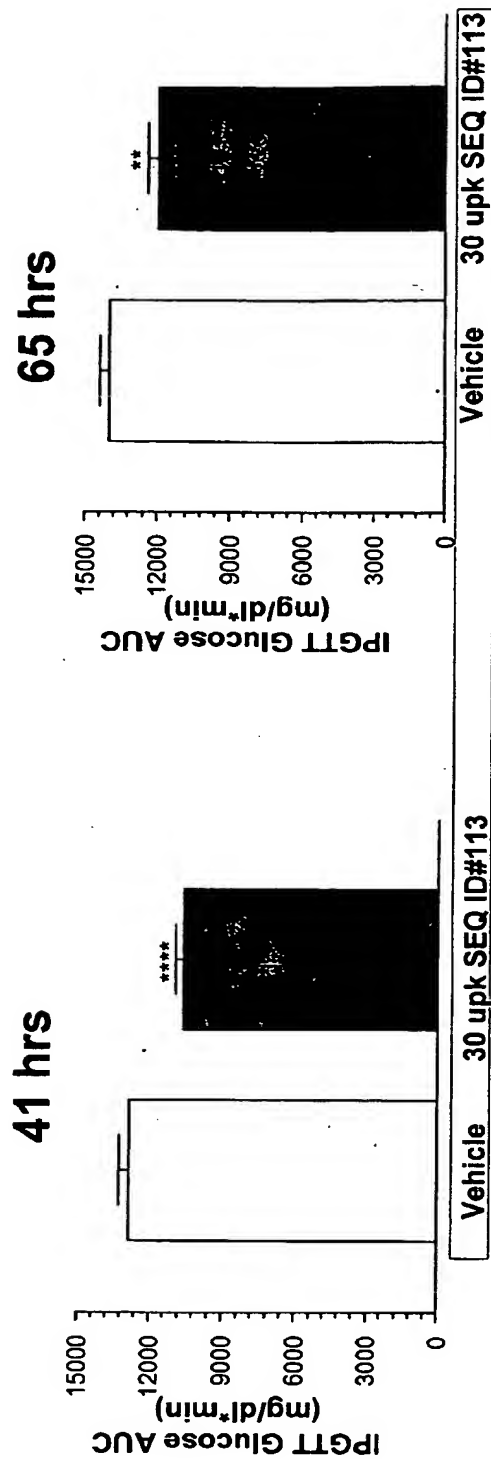 41 hrs
IPGTT Glucose AUC
(mg/dl*min)
15000
12000
9000
6000
3000
0
****
Vehicle
30 upk SEQ ID#113
65 hrs
IPGTT Glucose AUC
(mg/dl*min)
15000
12000
9000
6000
3000
0
**
Vehicle
30 upk SEQ ID#113